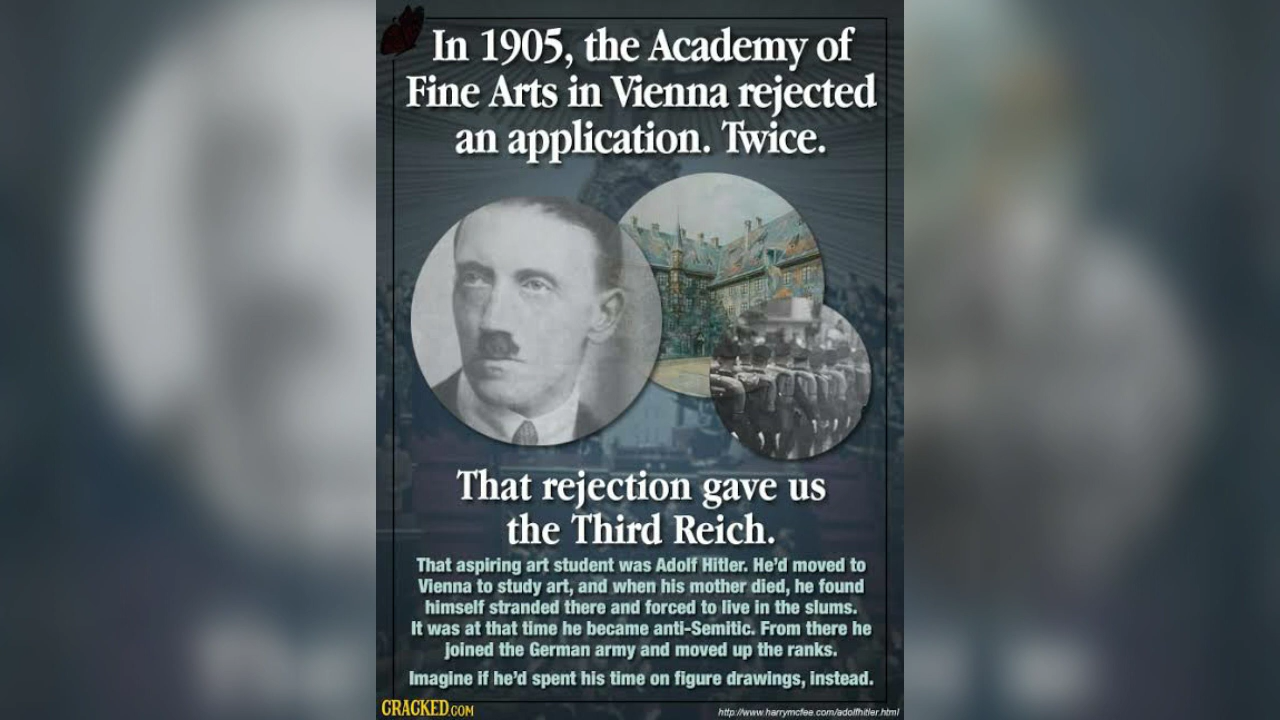 In 1905, the Academy of
Fine Arts in Vienna rejected
an application. Twice.
That rejection gave us
the Third Reich.
That aspiring art student was Adolf Hitler. He'd moved to
Vienna to study art, and when his mother died, he found
himself stranded there and forced to live in the slums.
It was at that time he became anti-Semitic. From there he
joined the German army and moved up the ranks.
Imagine if he'd spent his time on figure drawings, instead.
CRACKED.COM
http://www.harrymcfee.com/adolfhitler.html